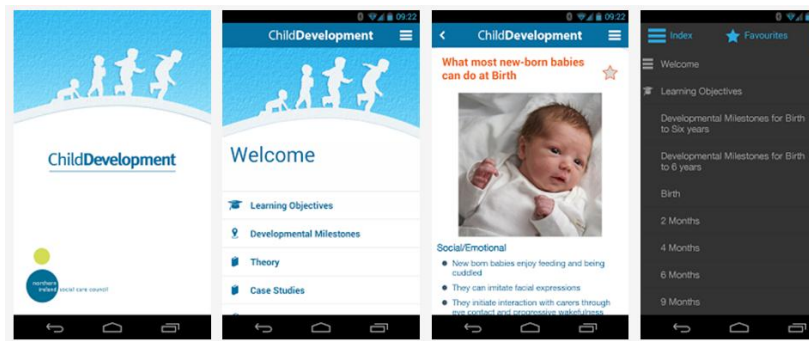 ChildDevelopment
northern
ireland social care council
09:22
ChildDevelopment
Welcome
Learning Objectives
Developmental Milestones
Theory
Case Studies
09:22
ChildDevelopment
What most new-born babies
can do at Birth
Social/Emotional
New born babies enjoy feeding and being
cuddled
They can imitate facial expressions
They initiate interaction with carers through
eye contact and progressive wakefulness
09:22
Index
Favourites
Welcome
Learning Objectives
Developmental Milestones for Birth
to Six years
Developmental Milestones for Birth
to 6 years
Birth
2 Months
4 Months
6 Months
9 Months